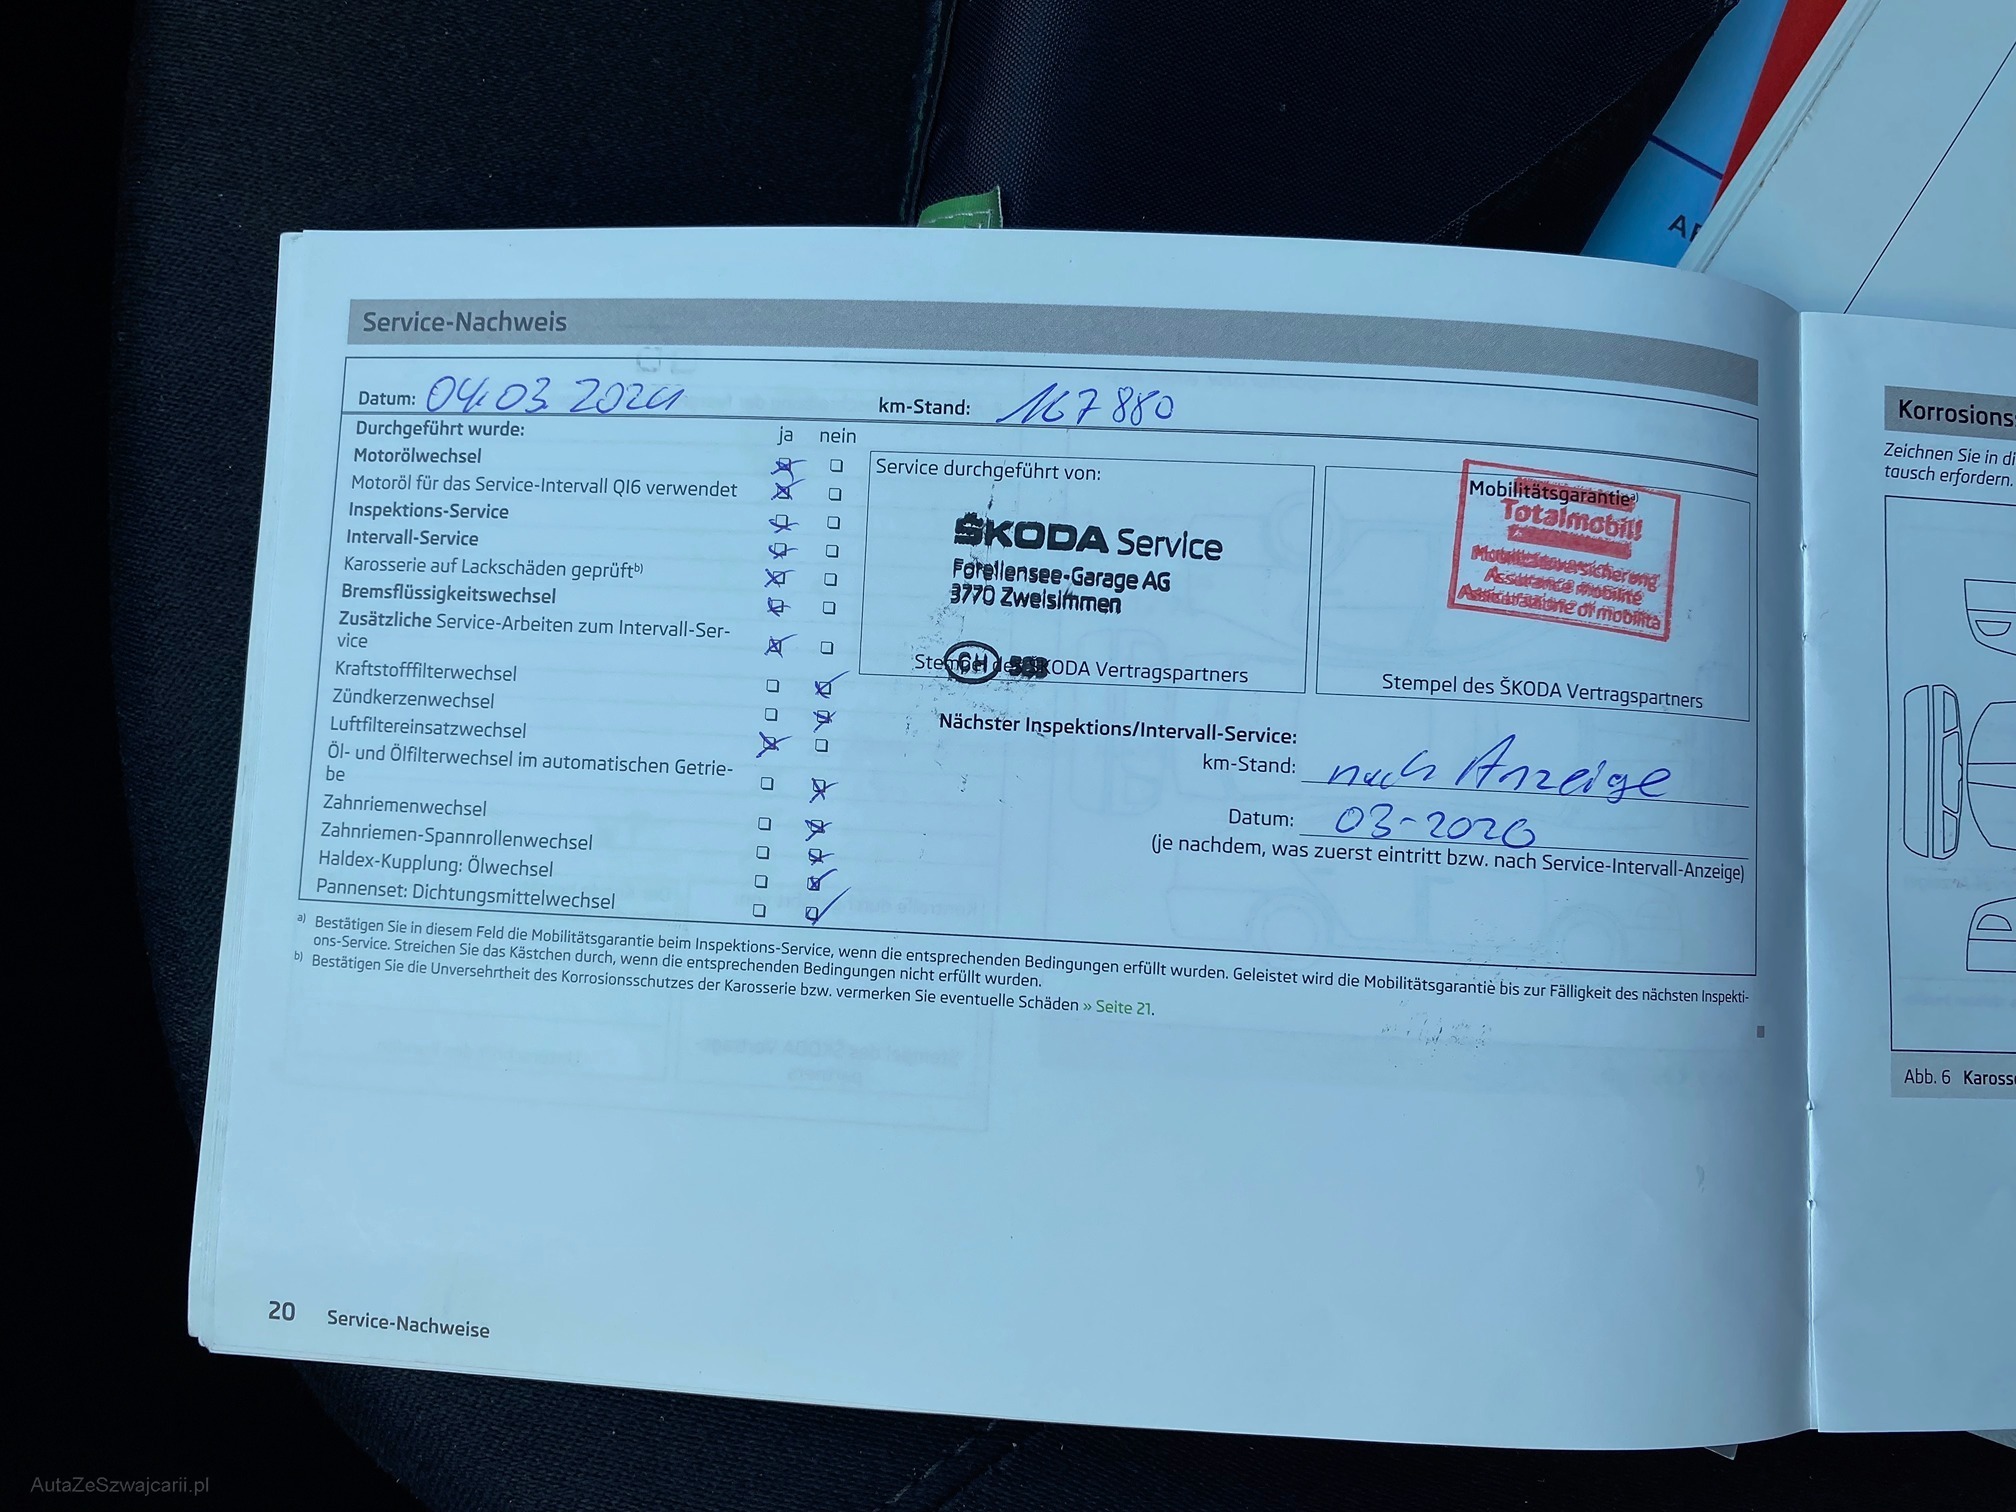 AP
Service-Nachweis
Datum: 04.03.2020 km-Stand: 167880
Durchgeführt wurde: ja nein
Motorölwechsel
Motoröl für das Service-Intervall QI6 verwendet
Inspektions-Service
Intervall-Service
Karosserie auf Lackschäden geprüftb)
Bremsflüssigkeitswechsel
Zusätzliche Service-Arbeiten zum Intervall-Ser-
vice
Kraftstofffilterwechsel
Zündkerzenwechsel
Luftfiltereinsatzwechsel
Öl- und Ölfilterwechsel im automatischen Getrie-
be
Zahnriemenwechsel
Zahnriemen-Spannrollenwechsel
Haldex-Kupplung: Ölwechsel
Pannenset: Dichtungsmittelwechsel
Service durchgeführt von:
ŠKODA Service
Forellensee-Garage AG
3770 Zweisimmen
CH
Stempel des ŠKODA Vertragspartners
Mobilitätsgarantiea)
Totalmobil!
Mobilitätsversicherung
Assurance mobilité
Assicurazione di mobilità
Stempel des ŠKODA Vertragspartners
Nächster Inspektions/Intervall-Service:
km-Stand: nach Anzeige
Datum: 03-2020
(je nachdem, was zuerst eintritt bzw. nach Service-Intervall-Anzeige)
a) Bestätigen Sie in diesem Feld die Mobilitätsgarantie beim Inspektions-Service, wenn die entsprechenden Bedingungen erfüllt wurden. Geleistet wird die Mobilitätsgarantie bis zur Fälligkeit des nächsten Inspekti-
ons-Service. Streichen Sie das Kästchen durch, wenn die entsprechenden Bedingungen nicht erfüllt wurden.
b) Bestätigen Sie die Unversehrtheit des Korrosionsschutzes der Karosserie bzw. vermerken Sie eventuelle Schäden » Seite 21.
20 Service-Nachweise
Korrosions
Zeichnen Sie in di
tausch erfordern.
Abb. 6 Kaross
AutaZeSzwajcarii.pl